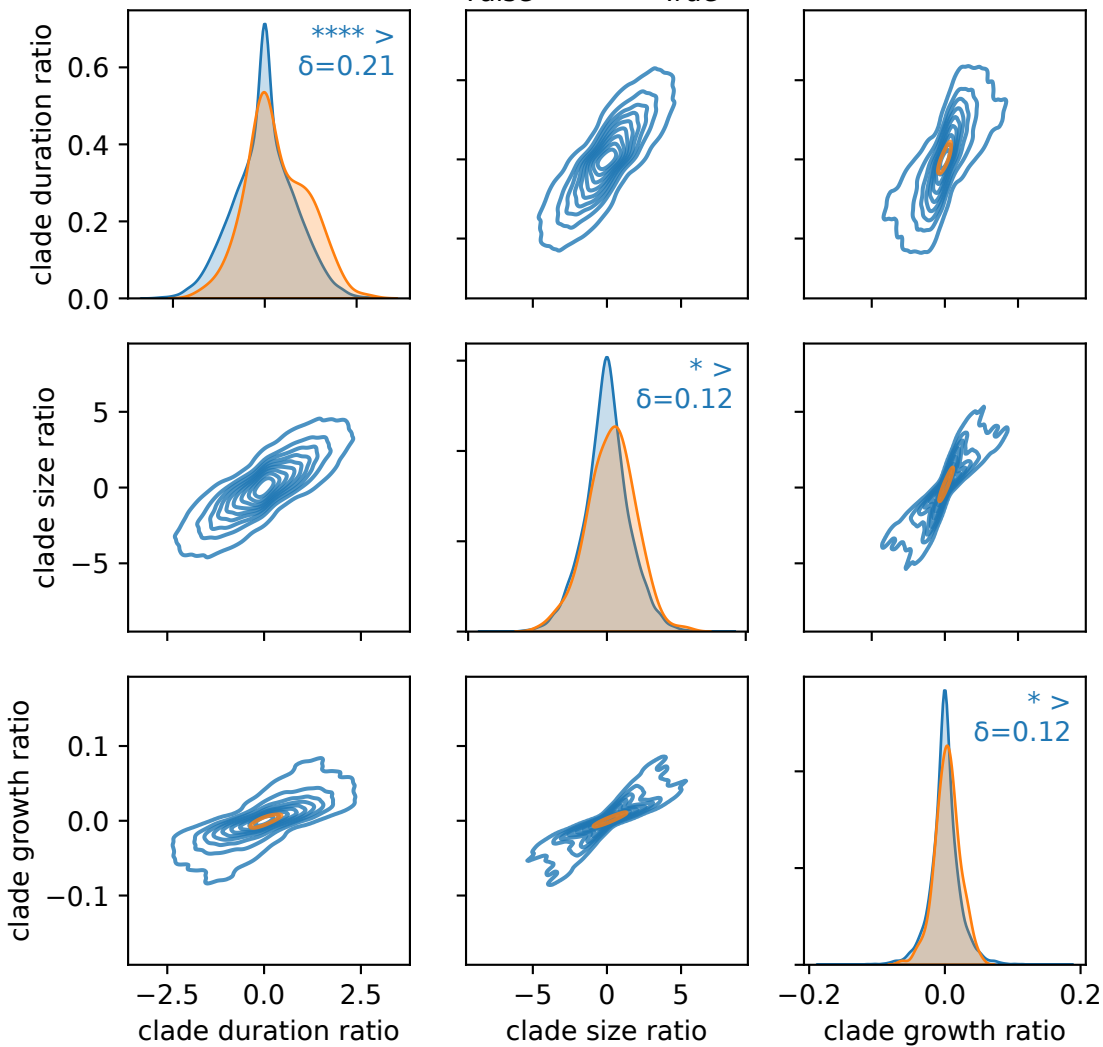 clade duration ratio
0.6
0.4
0.2
0.0
**** >
δ=0.21
clade size ratio
5
0
−5
* >
δ=0.12
clade growth ratio
0.1
0.0
−0.1
* >
δ=0.12
−2.5 0.0 2.5
−5 0 5
−0.2 0.0 0.2
clade duration ratio
clade size ratio
clade growth ratio